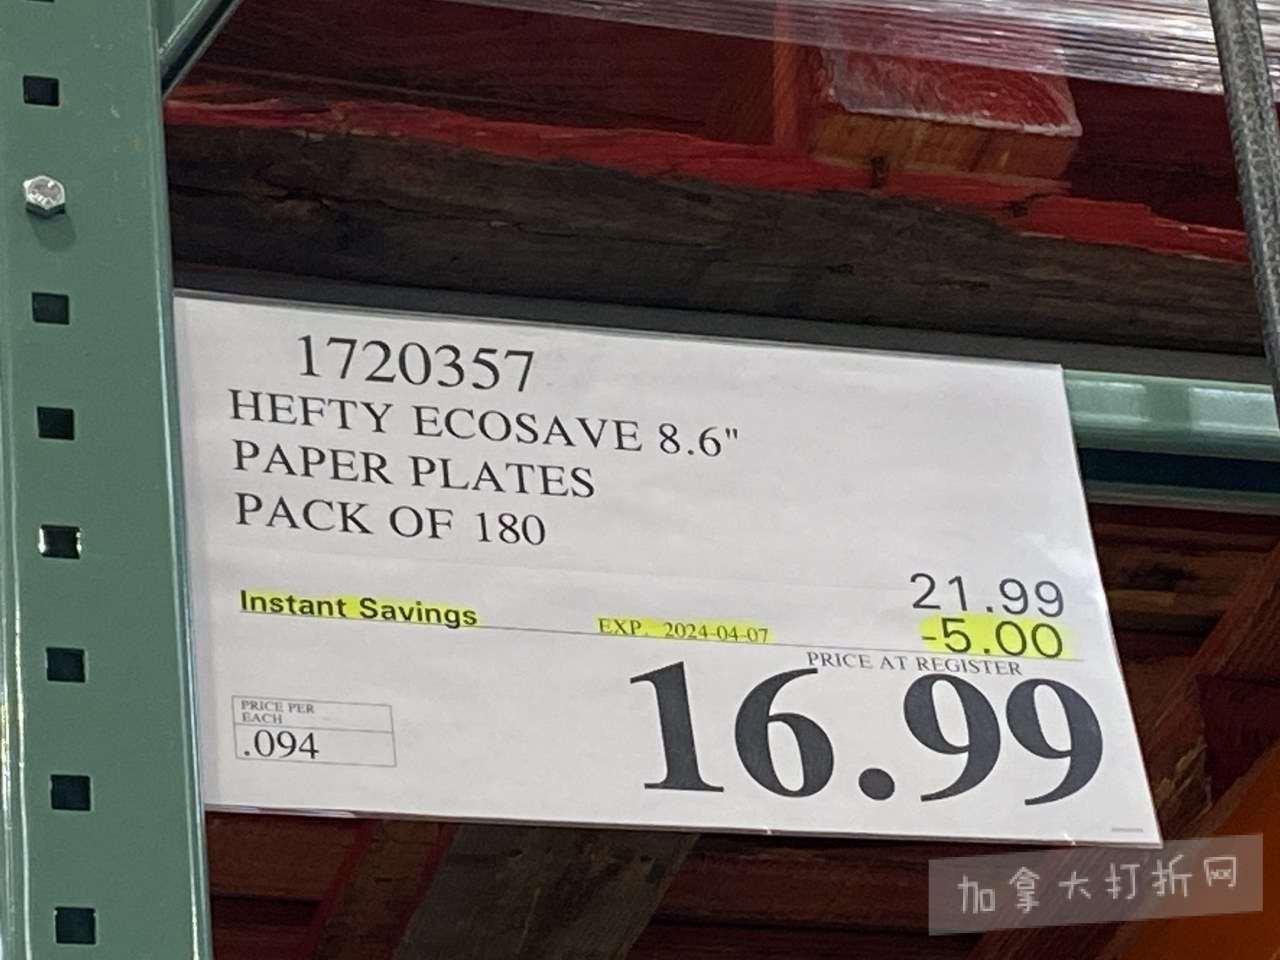 1720357
HEFTY ECOSAVE 8.6"
PAPER PLATES
PACK OF 180
21.99
Instant Savings EXP. 2024-04-07 -5.00
PRICE AT REGISTER
16.99
PRICE PER
EACH
.094
加拿大打折网